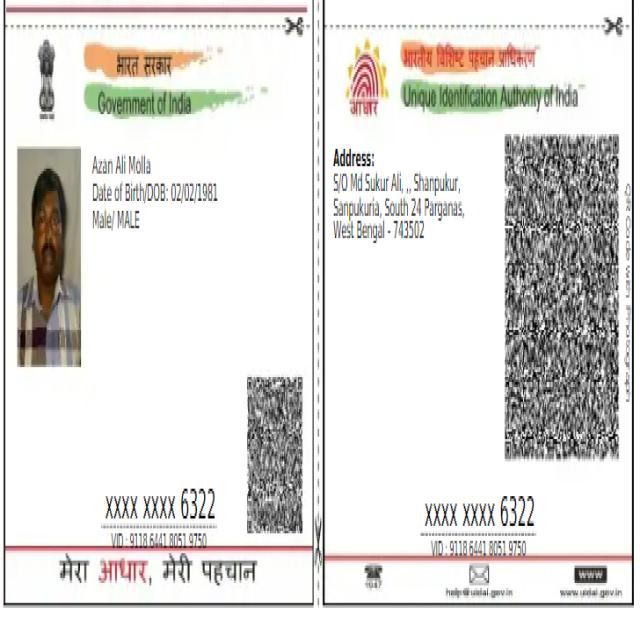 भारत सरकार
Government of India
Azan Ali Molla
Date of Birth/DOB: 02/02/1981
Male/ MALE
xxxx xxxx 6322
VID : 9118 6441 8051 9750
मेरा आधार, मेरी पहचान
भारतीय विशिष्ट पहचान प्राधिकरण
आधार
Unique Identification Authority of India
Address:
S/O Md Sukur Ali, ,, Shanpukur,
Sanpukuria, South 24 Parganas,
West Bengal - 743502
QR Code with Photograph
xxxx xxxx 6322
VID : 9118 6441 8051 9750
1947
help@uidai.gov.in
www
www.uidai.gov.in